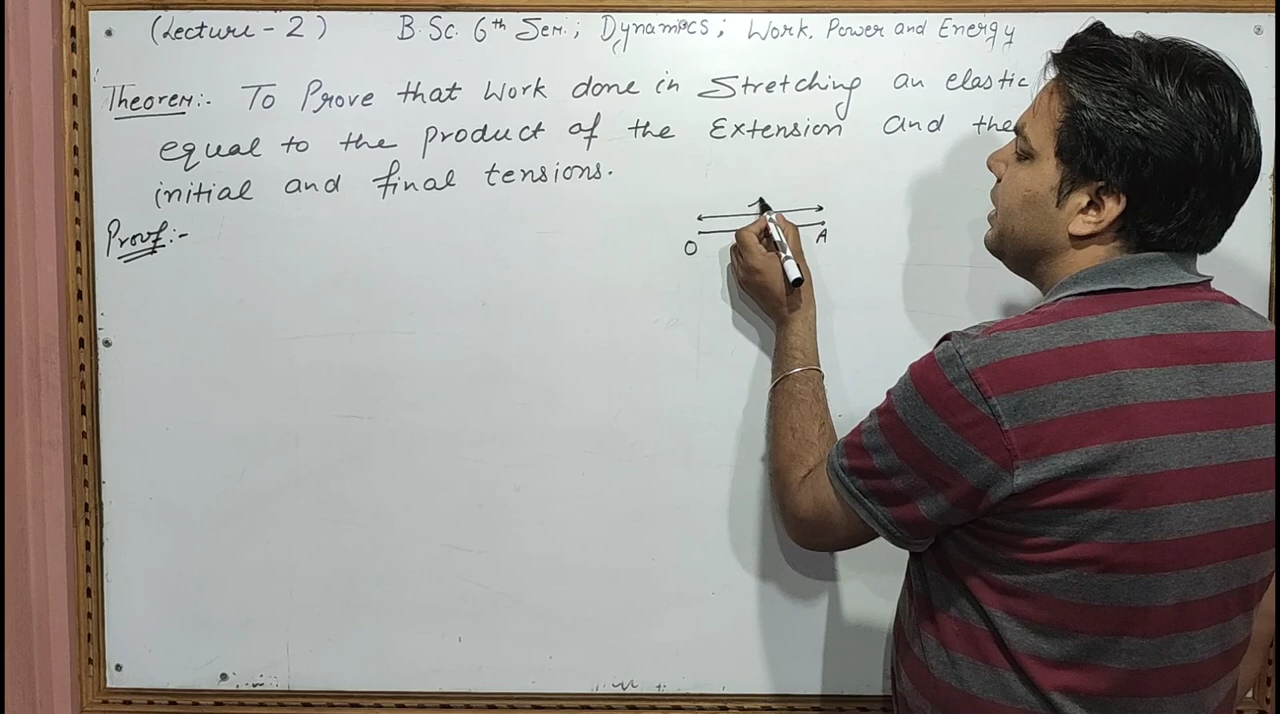 (Lecture - 2) B.Sc. 6th Sem.; Dynamics; Work, Power and Energy
Theorem:- To Prove that Work done in Stretching an elastic
equal to the product of the Extension and the
initial and final tensions.
Proof:-
O A